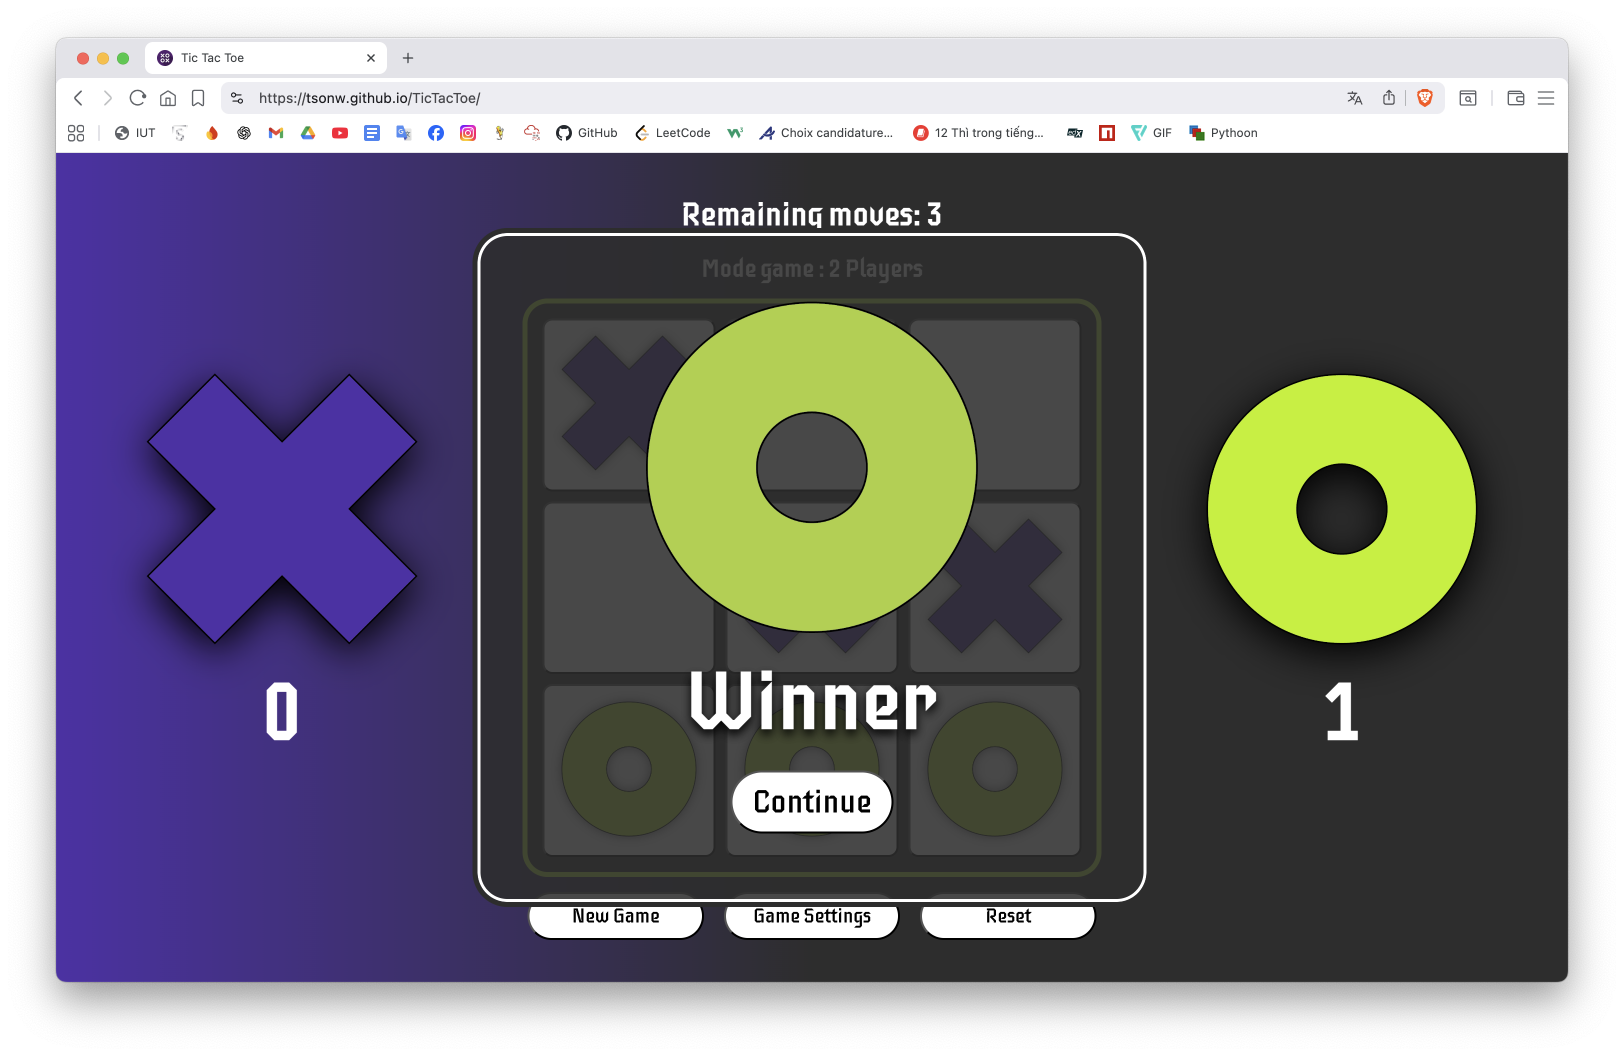 Tic Tac Toe
https://tsonw.github.io/TicTacToe/
IUT GitHub LeetCode Choix candidature... 12 Thì trong tiếng... GIF Pythoon
Remaining moves: 3
Mode game : 2 Players
0
Winner
1
Continue
New Game Game Settings Reset